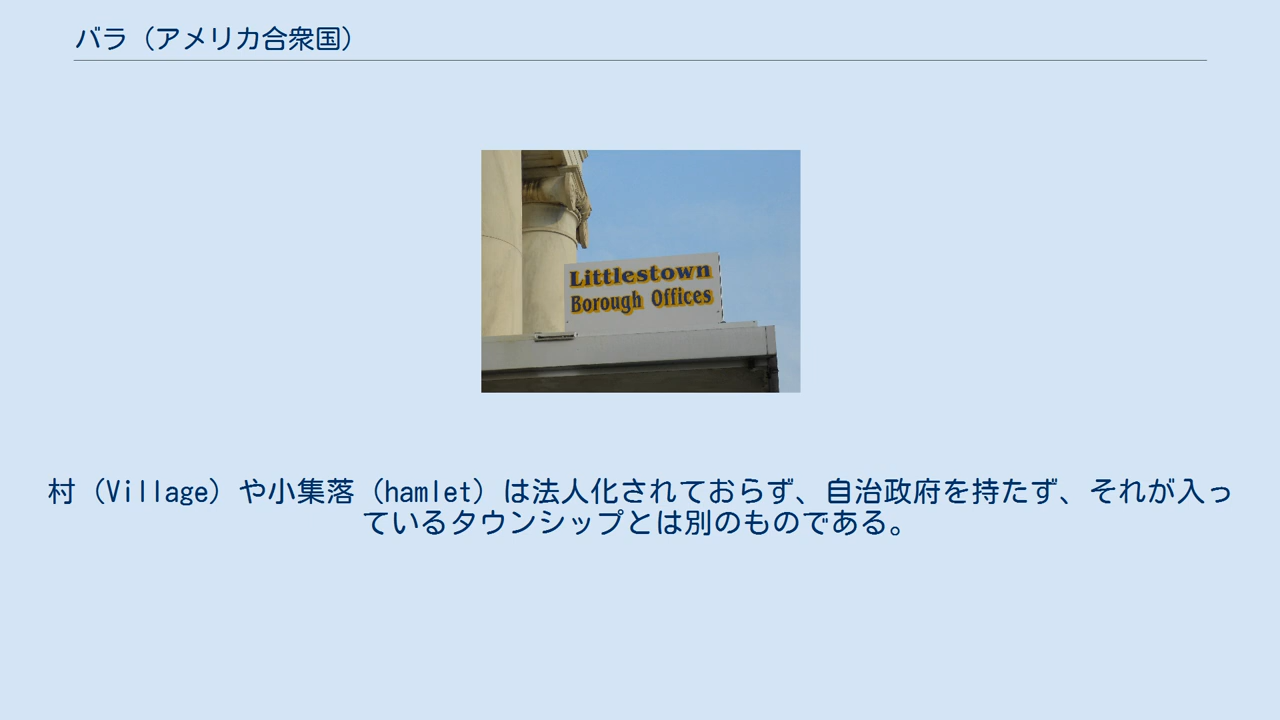 バラ（アメリカ合衆国）
Littlestown
Borough Offices
村（Village）や小集落（hamlet）は法人化されておらず、自治政府を持たず、それが入っ
ているタウンシップとは別のものである。